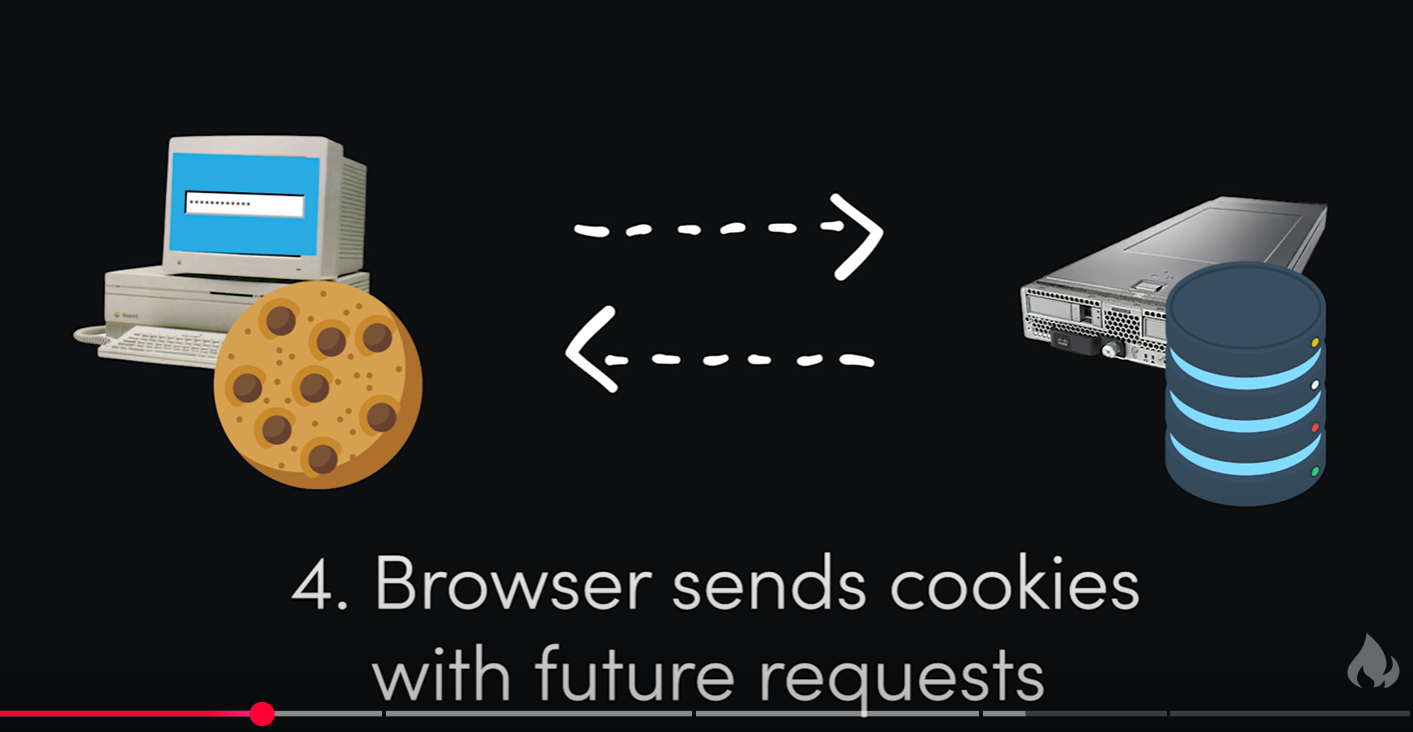 4. Browser sends cookies
with future requests